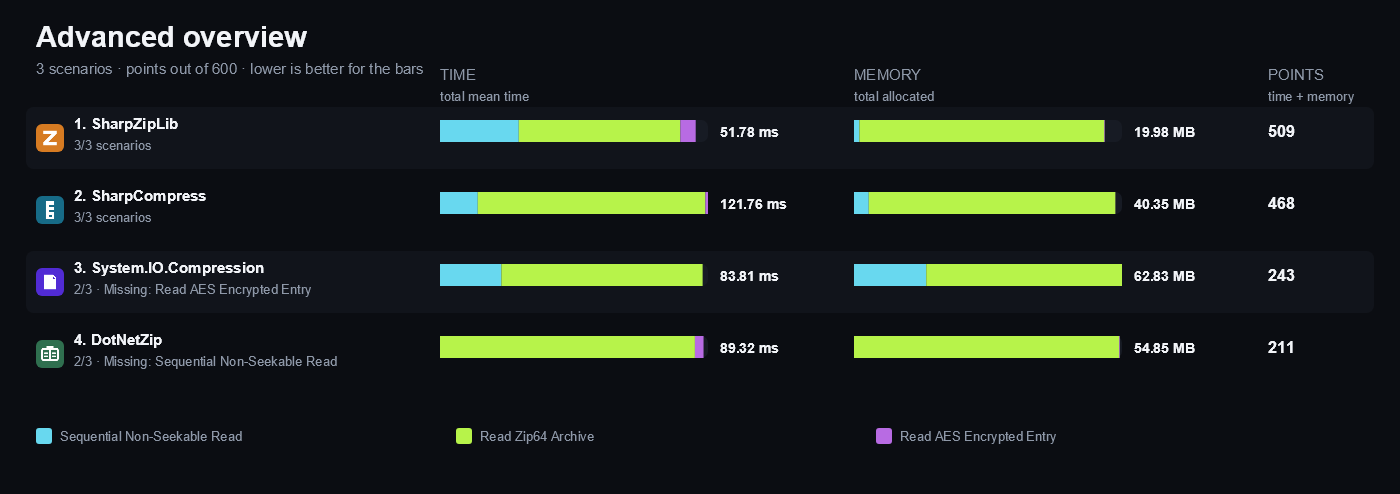 Advanced overview
3 scenarios · points out of 600 · lower is better for the bars
TIME
total mean time
MEMORY
total allocated
POINTS
time + memory
1. SharpZipLib
3/3 scenarios
51.78 ms
19.98 MB
509
2. SharpCompress
3/3 scenarios
121.76 ms
40.35 MB
468
3. System.IO.Compression
2/3 · Missing: Read AES Encrypted Entry
83.81 ms
62.83 MB
243
4. DotNetZip
2/3 · Missing: Sequential Non-Seekable Read
89.32 ms
54.85 MB
211
Sequential Non-Seekable Read
Read Zip64 Archive
Read AES Encrypted Entry